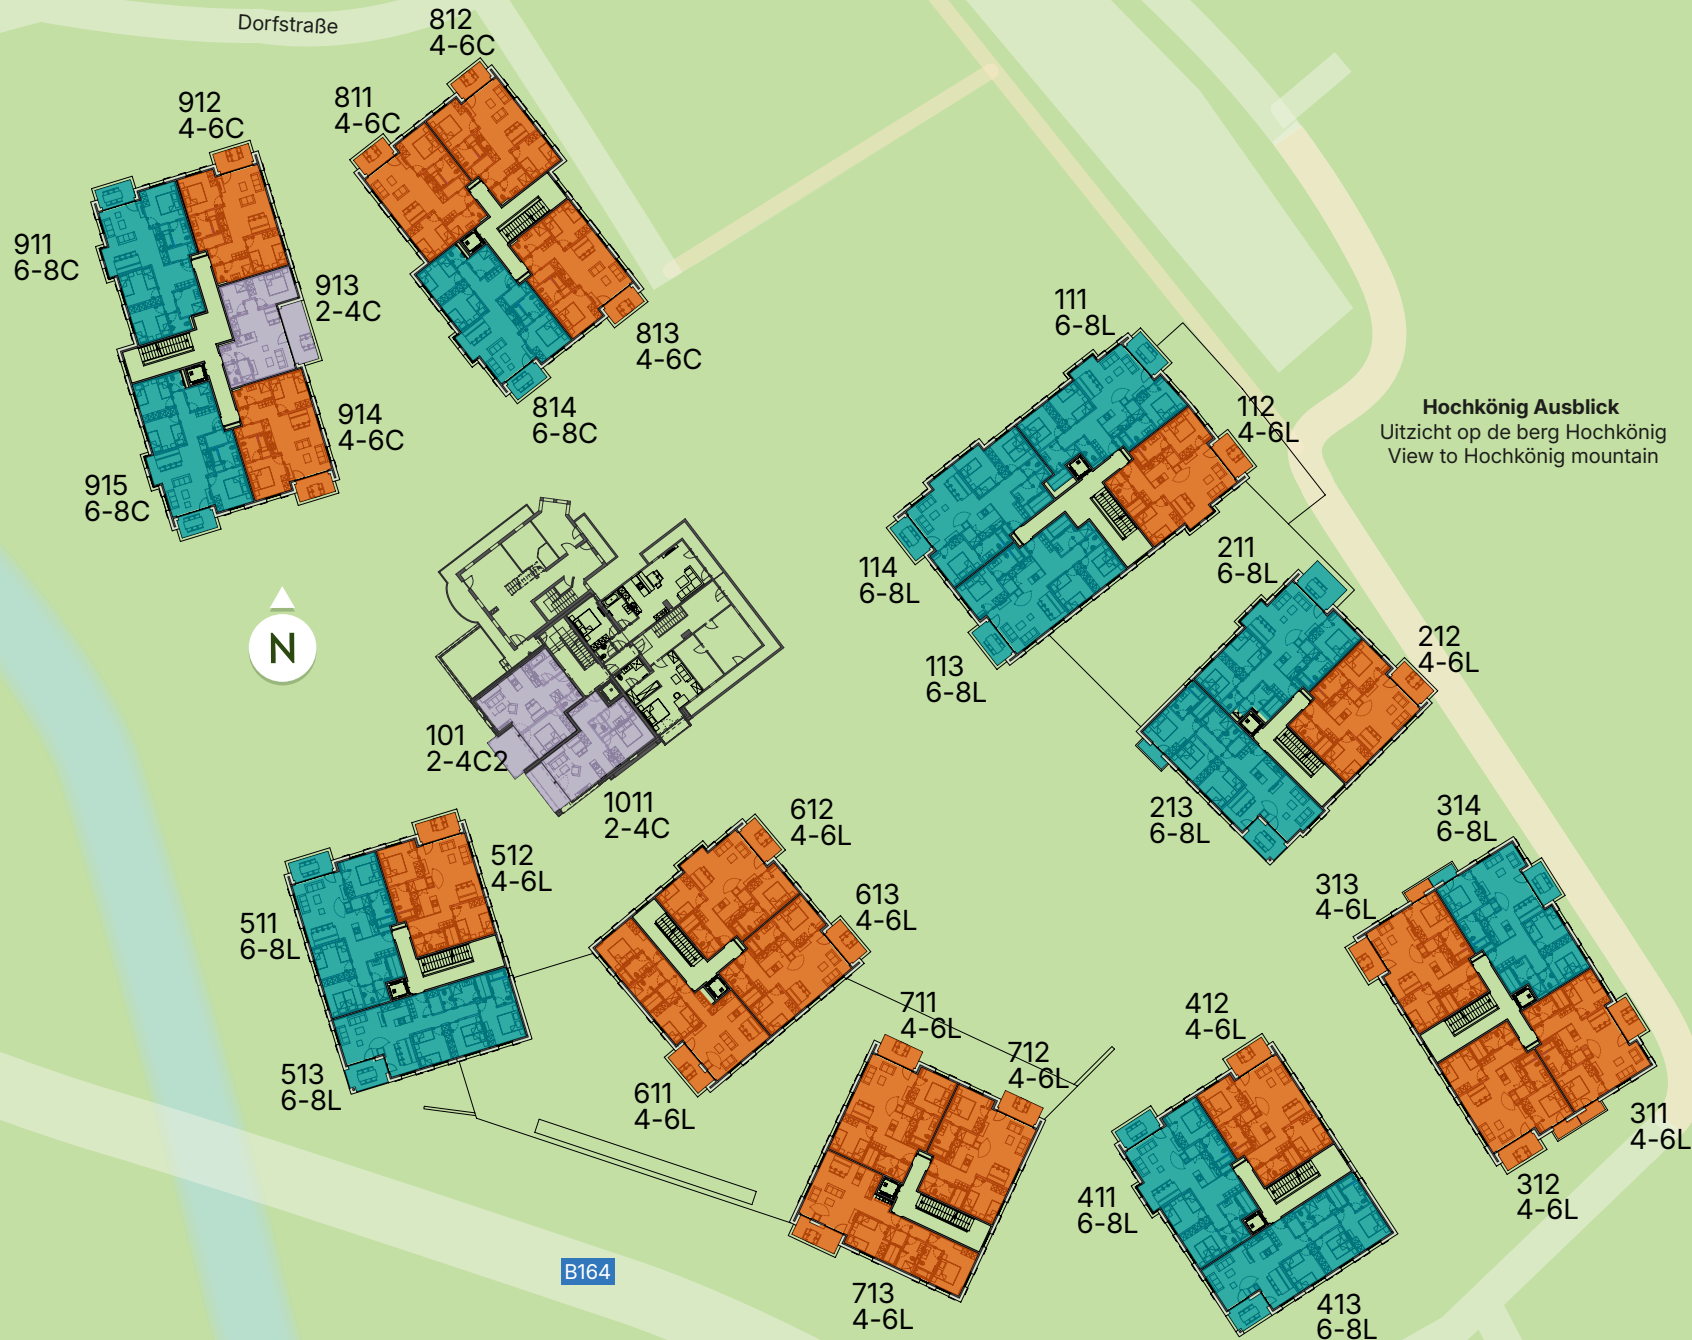 Dorfstraße
812
4-6C
811
4-6C
912
4-6C
911
6-8C
913
2-4C
813
4-6C
914
4-6C
814
6-8C
915
6-8C
111
6-8L
112
4-6L
Hochkönig Ausblick
Uitzicht op de berg Hochkönig
View to Hochkönig mountain
114
6-8L
211
6-8L
113
6-8L
212
4-6L
N
101
2-4C2
1011
2-4C
213
6-8L
612
4-6L
314
6-8L
512
4-6L
313
4-6L
511
6-8L
613
4-6L
711
4-6L
712
4-6L
412
4-6L
513
6-8L
611
4-6L
311
4-6L
411
6-8L
312
4-6L
B164
713
4-6L
413
6-8L